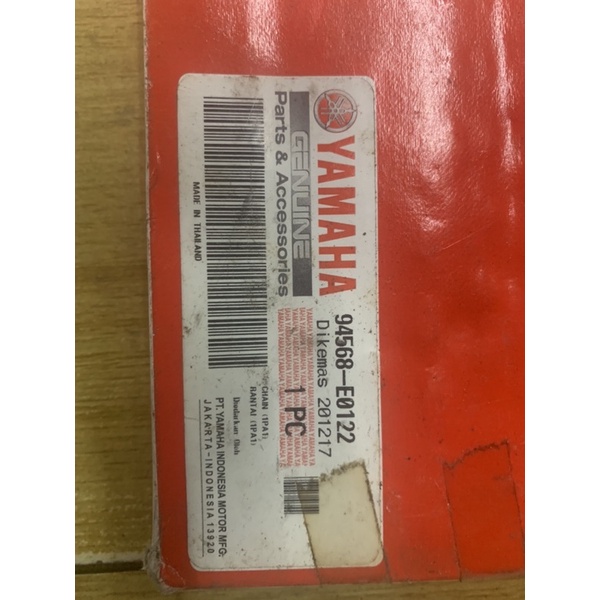 YAMAHA
GENUINE
Parts & Accessories
MADE IN THAILAND
94568-E0122
Dikemas 201217
1 PC
CHAIN (1PA1)
RANTAI (1PA1)
Diedarkan Oleh
PT.YAMAHA INDONESIA MOTOR MFG:
JAKARTA-INDONESIA 13920